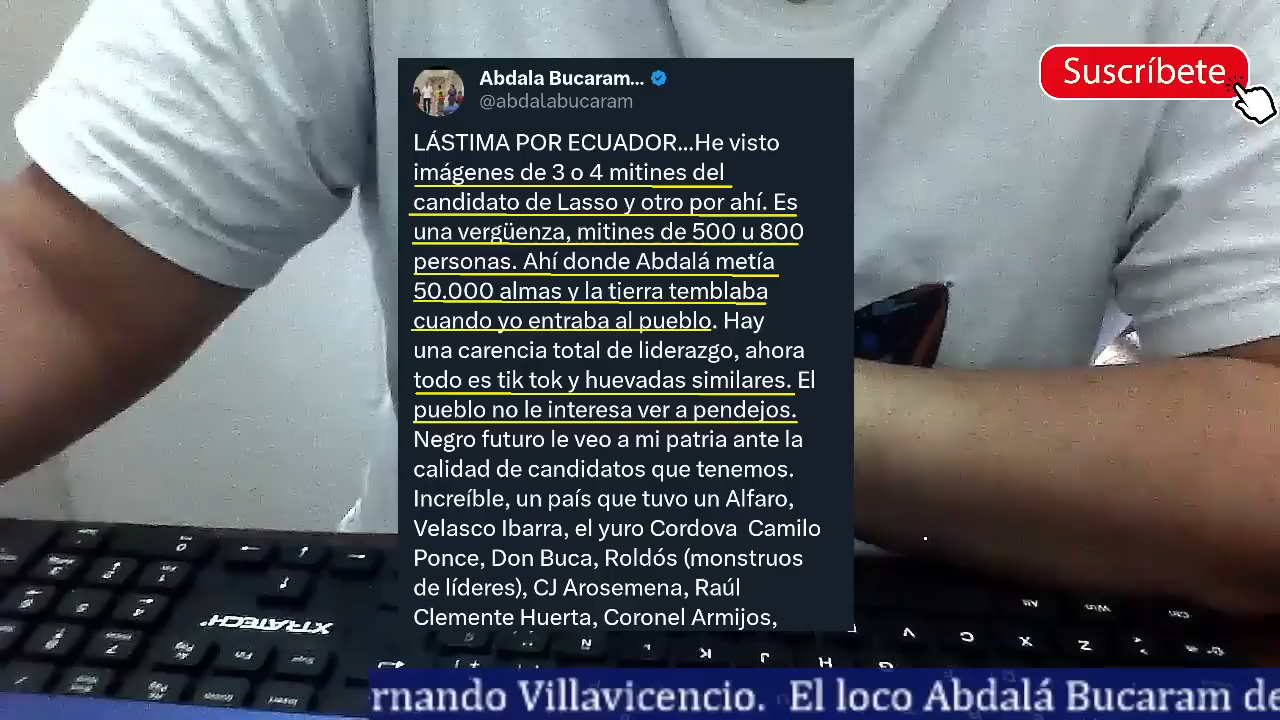 Suscríbete
Abdala Bucaram...
@abdalabucaram
LÁSTIMA POR ECUADOR...He visto
imágenes de 3 o 4 mitines del
candidato de Lasso y otro por ahí. Es
una vergüenza, mitines de 500 u 800
personas. Ahí donde Abdalá metía
50.000 almas y la tierra temblaba
cuando yo entraba al pueblo. Hay
una carencia total de liderazgo, ahora
todo es tik tok y huevadas similares. El
pueblo no le interesa ver a pendejos.
Negro futuro le veo a mi patria ante la
calidad de candidatos que tenemos.
Increíble, un país que tuvo un Alfaro,
Velasco Ibarra, el yuro Cordova Camilo
Ponce, Don Buca, Roldós (monstruos
de líderes), CJ Arosemena, Raúl
Clemente Huerta, Coronel Armijos,
XTRATECH
Alt Win Ctrl
V C X Z
N K J H G
rnando Villavicencio. El loco Abdalá Bucaram de